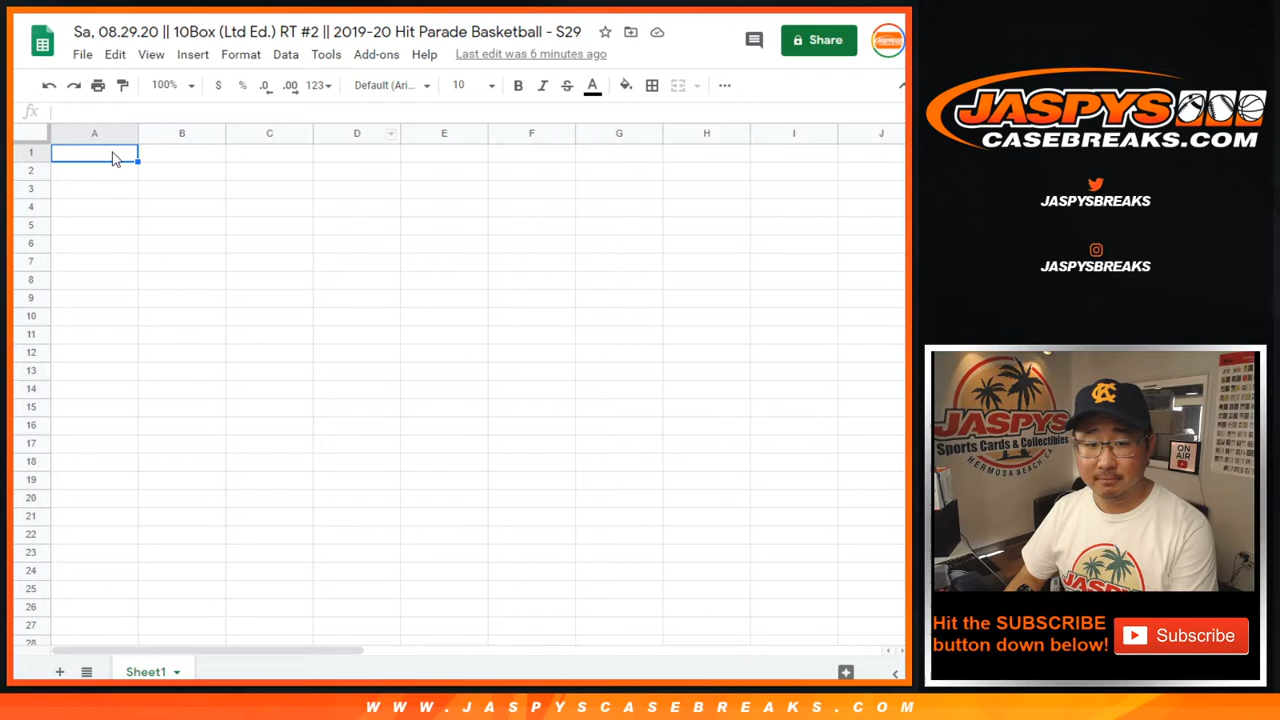 Sa, 08.29.20 || 10Box (Ltd Ed.) RT #2 || 2019-20 Hit Parade Basketball - S29
File Edit View Insert Format Data Tools Add-ons Help Last edit was 6 minutes ago
Share
100% $ % .0 .00 123 Default (Ari... 10 B I S A
fx
A B C D E F G H I J
1
2
3
4
5
6
7
8
9
10
11
12
13
14
15
16
17
18
19
20
21
22
23
24
25
26
27
28
Sheet1
JASPYS
CASEBREAKS.COM
JASPYSBREAKS
JASPYSBREAKS
JASPYS
Sports Cards & Collectibles
HERMOSA BEACH, CA
KC
ON
AIR
JASPYS
Hit the SUBSCRIBE
button down below!
Subscribe
WWW.JASPYSCASEBREAKS.COM